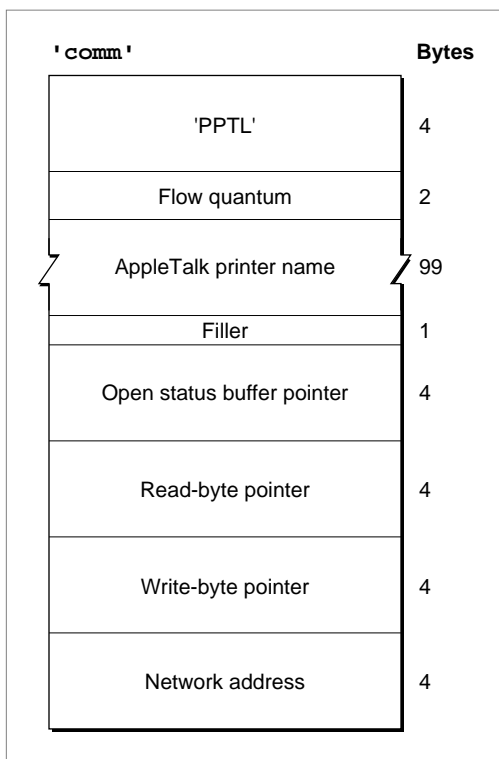 'comm' Bytes
'PPTL' 4
Flow quantum 2
AppleTalk printer name 99
Filler 1
Open status buffer pointer 4
Read-byte pointer 4
Write-byte pointer 4
Network address 4